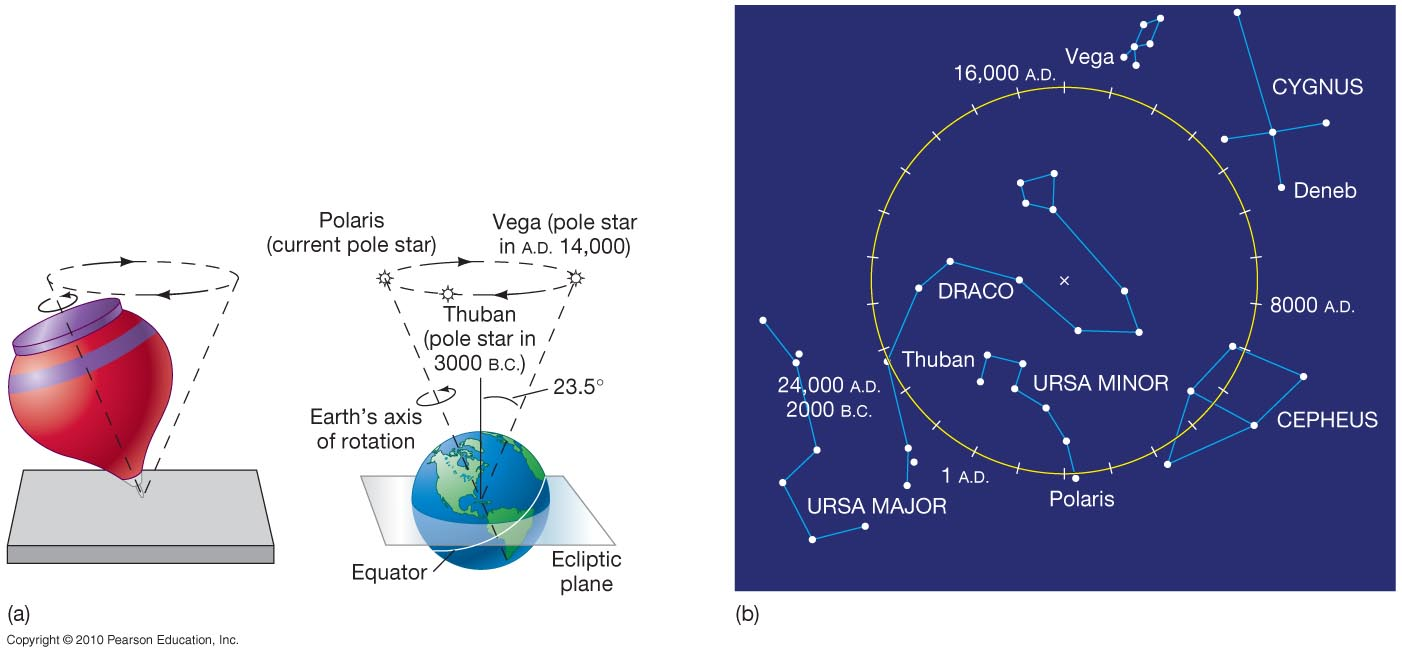 Polaris
(current pole star)
Vega (pole star
in A.D. 14,000)
Thuban
(pole star in
3000 B.C.)
23.5°
Earth's axis
of rotation
Equator
Ecliptic
plane
(a)
Copyright © 2010 Pearson Education, Inc.
Vega
16,000 A.D.
CYGNUS
Deneb
DRACO
8000 A.D.
Thuban
24,000 A.D.
2000 B.C.
URSA MINOR
CEPHEUS
1 A.D.
Polaris
URSA MAJOR
(b)